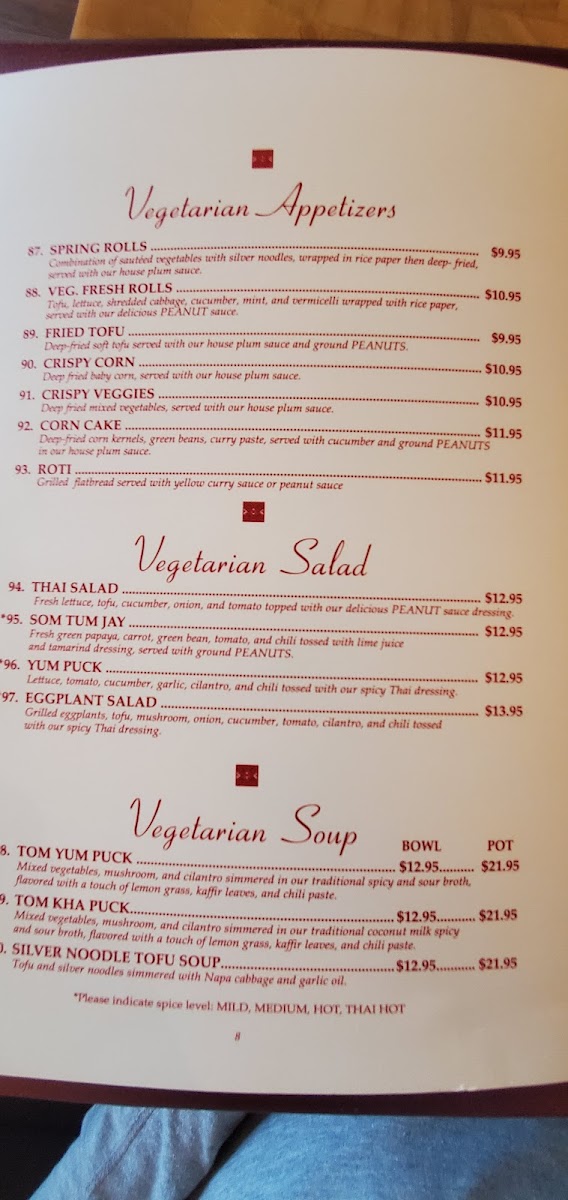 Vegetarian Appetizers
87. SPRING ROLLS ........ $9.95
Combination of sautéed vegetables with silver noodles, wrapped in rice paper then deep- fried,
served with our house plum sauce.
88. VEG. FRESH ROLLS ........ $10.95
Tofu, lettuce, shredded cabbage, cucumber, mint, and vermicelli wrapped with rice paper,
served with our delicious PEANUT sauce.
89. FRIED TOFU ........ $9.95
Deep-fried soft tofu served with our house plum sauce and ground PEANUTS.
90. CRISPY CORN ........ $10.95
Deep fried baby corn, served with our house plum sauce.
91. CRISPY VEGGIES ........ $10.95
Deep fried mixed vegetables, served with our house plum sauce.
92. CORN CAKE ........ $11.95
Deep-fried corn kernels, green beans, curry paste, served with cucumber and ground PEANUTS
in our house plum sauce.
93. ROTI ........ $11.95
Grilled flatbread served with yellow curry sauce or peanut sauce
Vegetarian Salad
94. THAI SALAD ........ $12.95
Fresh lettuce, tofu, cucumber, onion, and tomato topped with our delicious PEANUT sauce dressing.
*95. SOM TUM JAY ........ $12.95
Fresh green papaya, carrot, green bean, tomato, and chili tossed with lime juice
and tamarind dressing, served with ground PEANUTS.
*96. YUM PUCK ........ $12.95
Lettuce, tomato, cucumber, garlic, cilantro, and chili tossed with our spicy Thai dressing.
97. EGGPLANT SALAD ........ $13.95
Grilled eggplants, tofu, mushroom, onion, cucumber, tomato, cilantro, and chili tossed
with our spicy Thai dressing.
Vegetarian Soup BOWL POT
8. TOM YUM PUCK ........ $12.95 ........ $21.95
Mixed vegetables, mushroom, and cilantro simmered in our traditional spicy and sour broth,
flavored with a touch of lemon grass, kaffir leaves, and chili paste.
9. TOM KHA PUCK ........ $12.95 ........ $21.95
Mixed vegetables, mushroom, and cilantro simmered in our traditional coconut milk spicy
and sour broth, flavored with a touch of lemon grass, kaffir leaves, and chili paste.
0. SILVER NOODLE TOFU SOUP ........ $12.95 ........ $21.95
Tofu and silver noodles simmered with Napa cabbage and garlic oil.
*Please indicate spice level: MILD, MEDIUM, HOT, THAI HOT
8